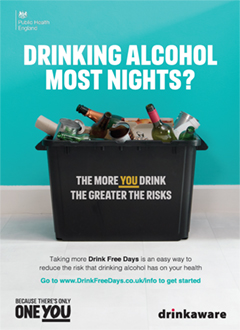 Public Health
England
DRINKING ALCOHOL
MOST NIGHTS?
THE MORE YOU DRINK
THE GREATER THE RISKS
Taking more Drink Free Days is an easy way to
reduce the risk that drinking alcohol has on your health
Go to www.DrinkFreeDays.co.uk/info to get started
BECAUSE THERE'S ONLY
ONE YOU
drinkaware